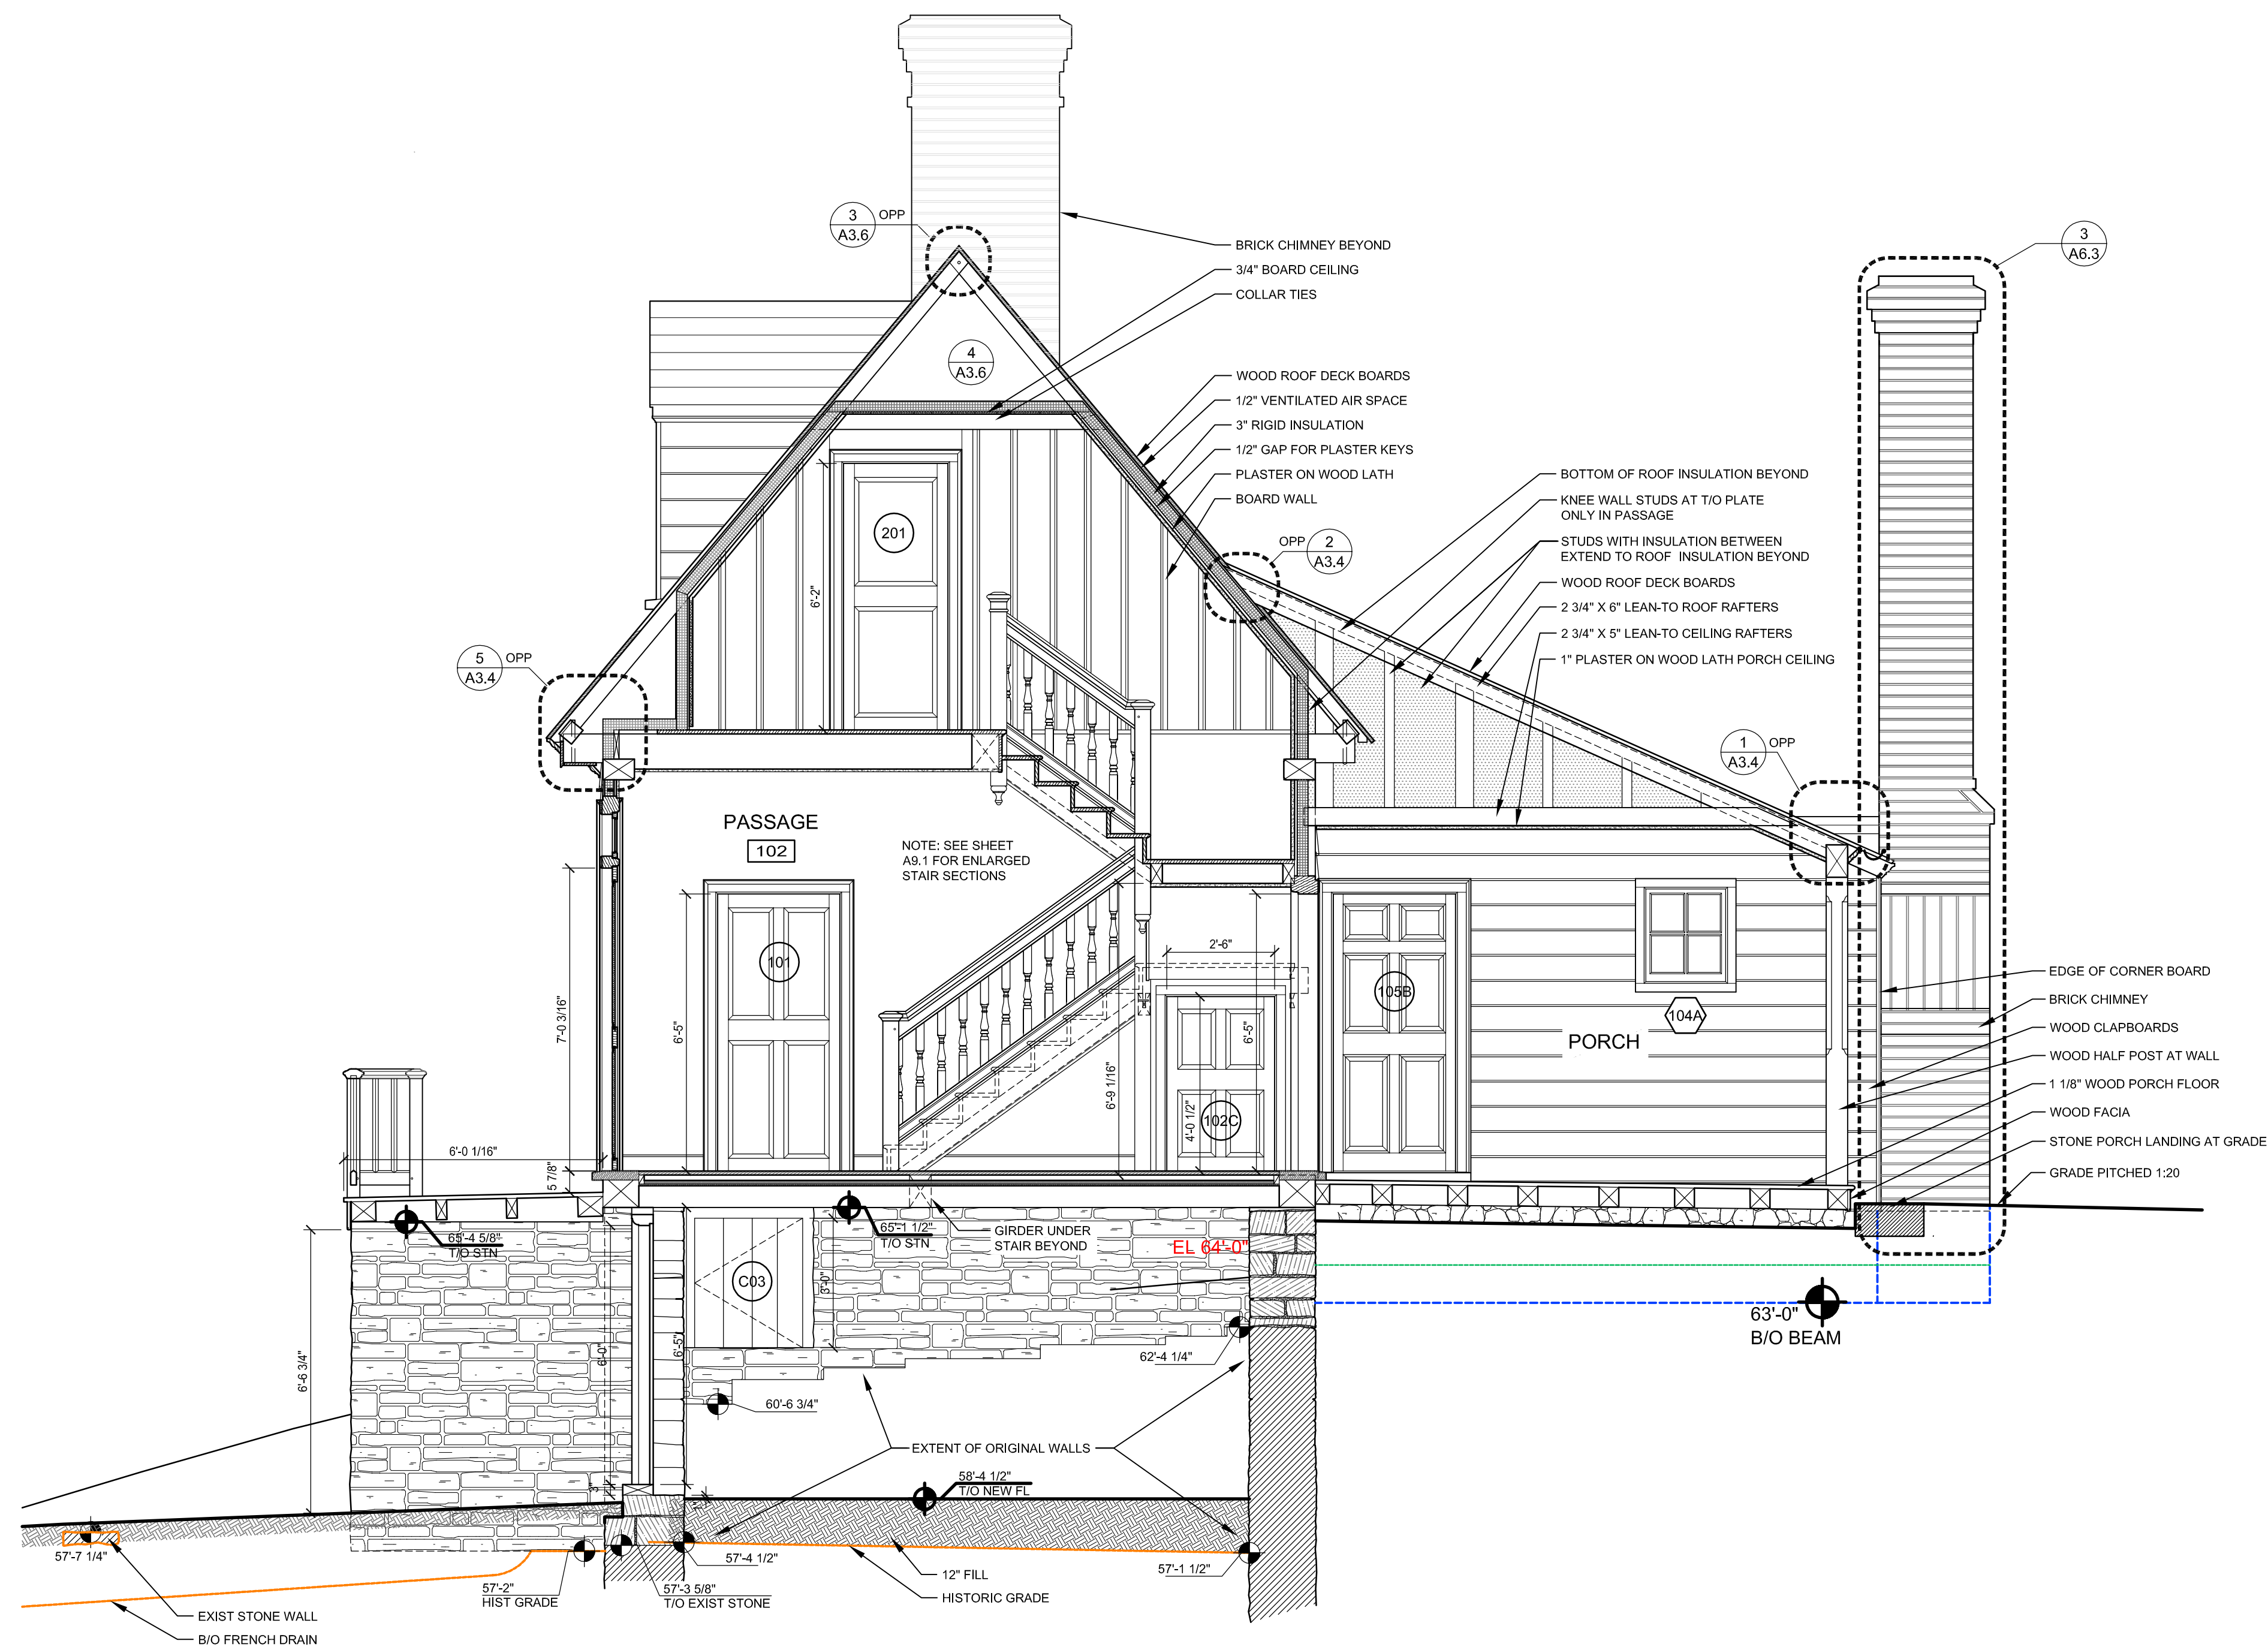 3
A3.6
OPP
BRICK CHIMNEY BEYOND
3/4" BOARD CEILING
COLLAR TIES
3
A6.3
4
A3.6
WOOD ROOF DECK BOARDS
1/2" VENTILATED AIR SPACE
3" RIGID INSULATION
1/2" GAP FOR PLASTER KEYS
PLASTER ON WOOD LATH
BOARD WALL
BOTTOM OF ROOF INSULATION BEYOND
KNEE WALL STUDS AT T/O PLATE
ONLY IN PASSAGE
STUDS WITH INSULATION BETWEEN
EXTEND TO ROOF INSULATION BEYOND
WOOD ROOF DECK BOARDS
2 3/4" X 6" LEAN-TO ROOF RAFTERS
2 3/4" X 5" LEAN-TO CEILING RAFTERS
1" PLASTER ON WOOD LATH PORCH CEILING
OPP
2
A3.4
201
6'-2"
5
A3.4
OPP
1
A3.4
OPP
PASSAGE
102
NOTE: SEE SHEET
A9.1 FOR ENLARGED
STAIR SECTIONS
101
7'-0 3/16"
6'-5"
2'-6"
6'-9 1/16"
6'-5"
4'-0 1/2"
102C
105B
104A
PORCH
EDGE OF CORNER BOARD
BRICK CHIMNEY
WOOD CLAPBOARDS
WOOD HALF POST AT WALL
1 1/8" WOOD PORCH FLOOR
WOOD FACIA
STONE PORCH LANDING AT GRADE
GRADE PITCHED 1:20
6'-0 1/16"
5 7/8"
65'-4 5/8"
T/O STN
65'-1 1/2"
T/O STN
GIRDER UNDER
STAIR BEYOND
EL 64'-0"
C03
3'-0"
6'-0"
6'-5"
6'-6 3/4"
63'-0"
B/O BEAM
62'-4 1/4"
60'-6 3/4"
EXTENT OF ORIGINAL WALLS
58'-4 1/2"
T/O NEW FL
3"
1"
57'-7 1/4"
57'-4 1/2"
57'-1 1/2"
57'-2"
HIST GRADE
57'-3 5/8"
T/O EXIST STONE
12" FILL
HISTORIC GRADE
EXIST STONE WALL
B/O FRENCH DRAIN